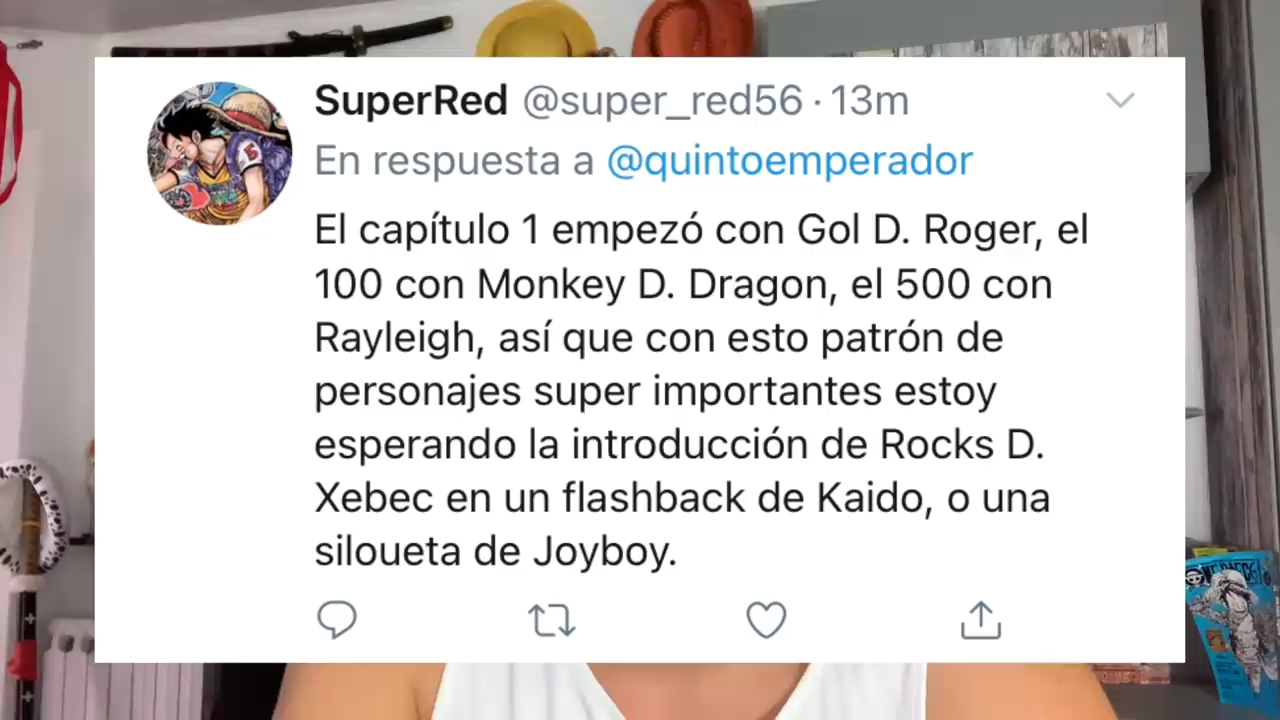 SuperRed @super_red56 · 13m
En respuesta a @quintoemperador
El capítulo 1 empezó con Gol D. Roger, el
100 con Monkey D. Dragon, el 500 con
Rayleigh, así que con esto patrón de
personajes super importantes estoy
esperando la introducción de Rocks D.
Xebec en un flashback de Kaido, o una
siloueta de Joyboy.